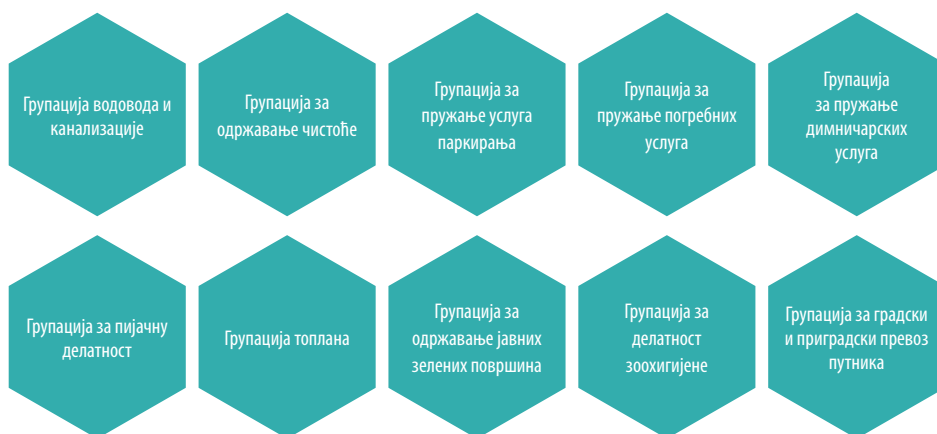 Групација водовода и
канализације
Групација за
одржавање чистоће
Групација за
пружање услуга
паркирања
Групација за
пружање погребних
услуга
Групација
за пружање
димничарских
услуга
Групација за пијачну
делатност
Групација топлана
Групација за
одржавање јавних
зелених површина
Групација за
делатност
зоохигијене
Групација за градски
и приградски превоз
путника